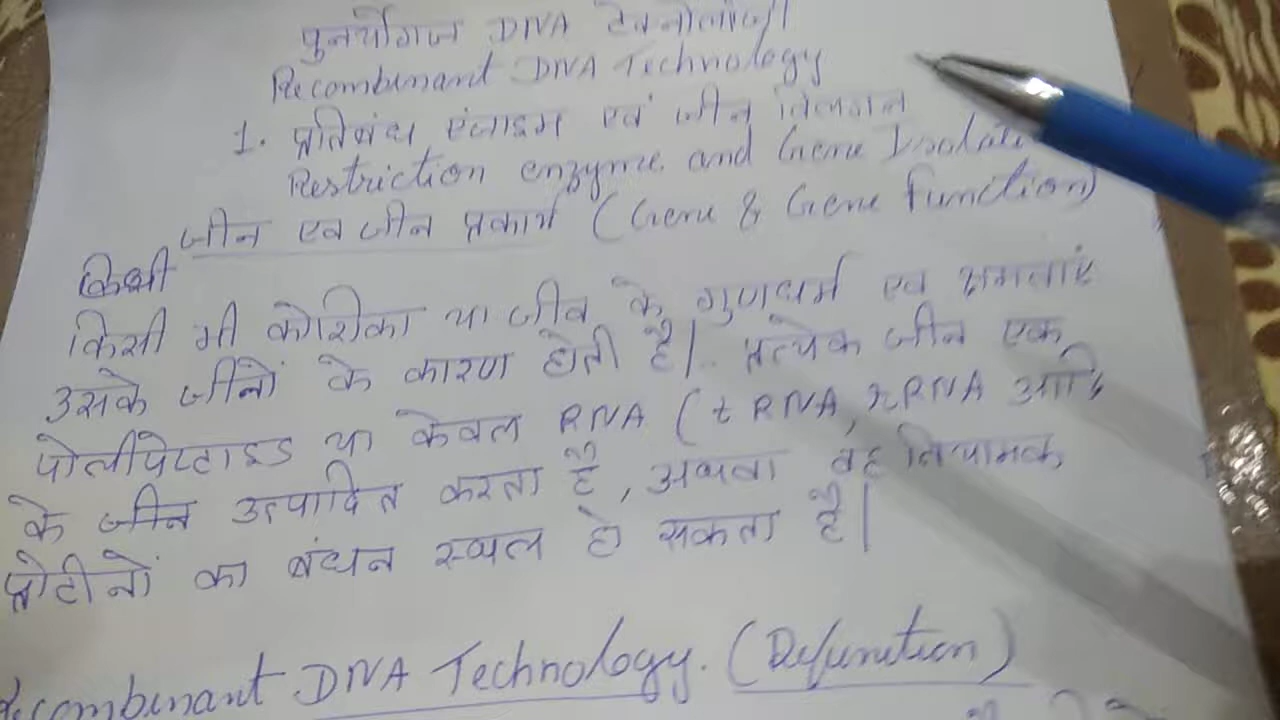 पुनर्योगज DNA टेक्नोलॉजी
Recombinant DNA Technology
1. प्रतिबंध एंजाइम एवं जीन विलगन
Restriction enzyme and Gene Isolati
जीन एव जीन प्रकार्य (Gene & Gene Function)
किसी
किसी भी कोशिका या जीव के गुणधर्म एव क्षमताएं
उसके जीनों के कारण होती है। प्रत्येक जीन एक
पोलीपेप्टाइड या केवल RNA (t RNA, rRNA आदि
के जीन उत्पादित करता है, अथवा वह नियामक
प्रोटीनों का बंधन स्थल हो सकता है।
Recombinant DNA Technology. (Defunition)